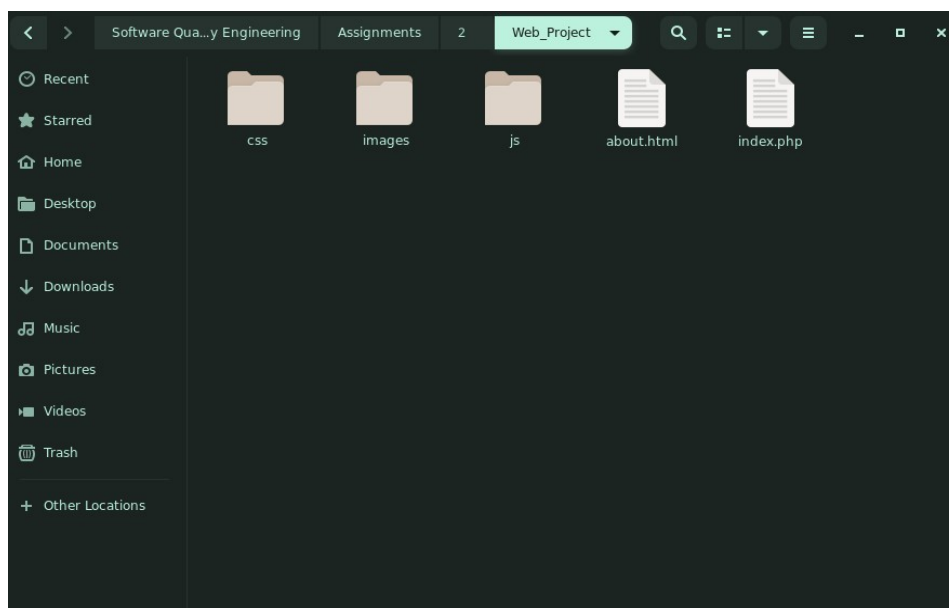 Software Qua...y Engineering Assignments 2 Web_Project
Recent
Starred
Home
Desktop
Documents
Downloads
Music
Pictures
Videos
Trash
Other Locations
css images js about.html index.php